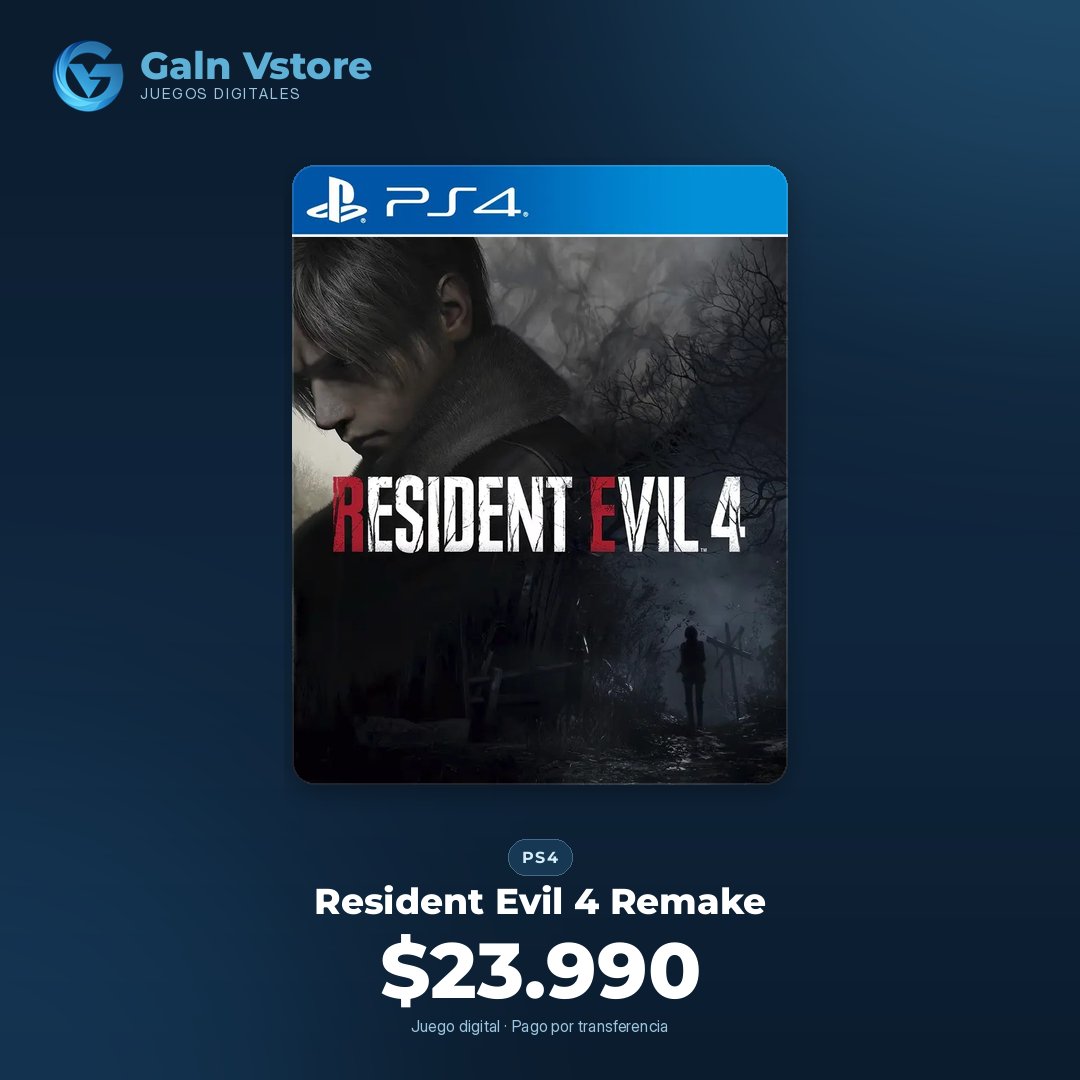 GaIn Vstore
JUEGOS DIGITALES
PS4
RESIDENT EVIL 4
PS4
Resident Evil 4 Remake
$23.990
Juego digital · Pago por transferencia